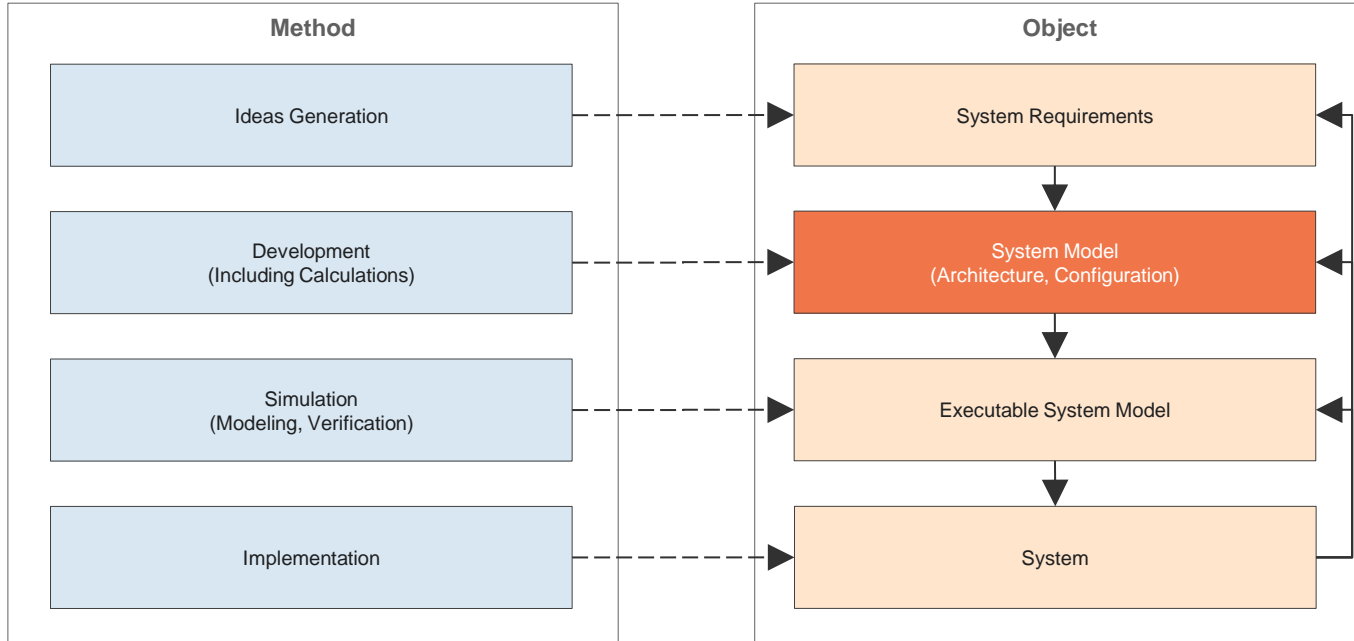 Method
Ideas Generation
Development
(Including Calculations)
Simulation
(Modeling, Verification)
Implementation
Object
System Requirements
System Model
(Architecture, Configuration)
Executable System Model
System